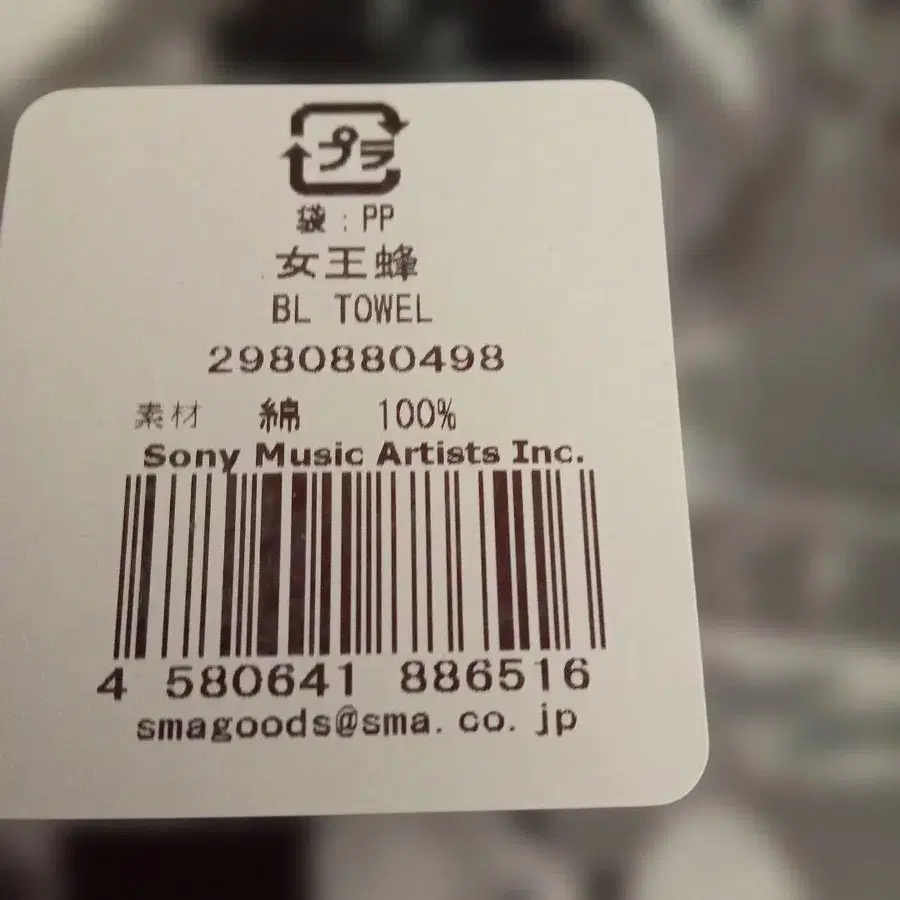 プラ
袋:PP
女王蜂
BL TOWEL
2980880498
素材 綿 100%
Sony Music Artists Inc.
4 580641 886516
smagoods@sma.co.jp